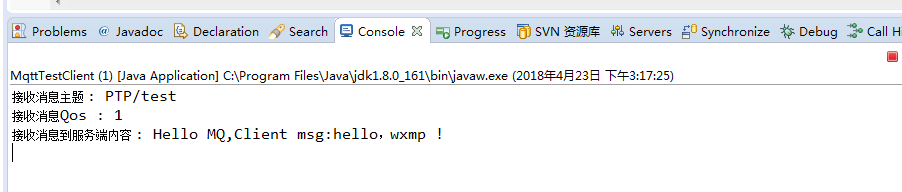 Problems @ Javadoc Declaration Search Console Progress SVN 资源库 Servers Synchronize Debug Call Hi
MqttTestClient (1) [Java Application] C:\Program Files\Java\jdk1.8.0_161\bin\javaw.exe (2018年4月23日 下午3:17:25)
接收消息主题 : PTP/test
接收消息Qos : 1
接收消息到服务端内容 : Hello MQ,Client msg:hello，wxmp !